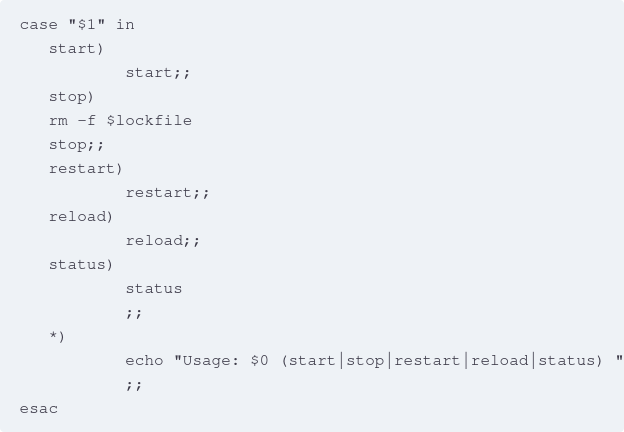 case "$1" in
start)
start;;
stop)
rm -f $lockfile
stop;;
restart)
restart;;
reload)
reload;;
status)
status
;;
*)
echo "Usage: $0 (start|stop|restart|reload|status) "
;;
esac